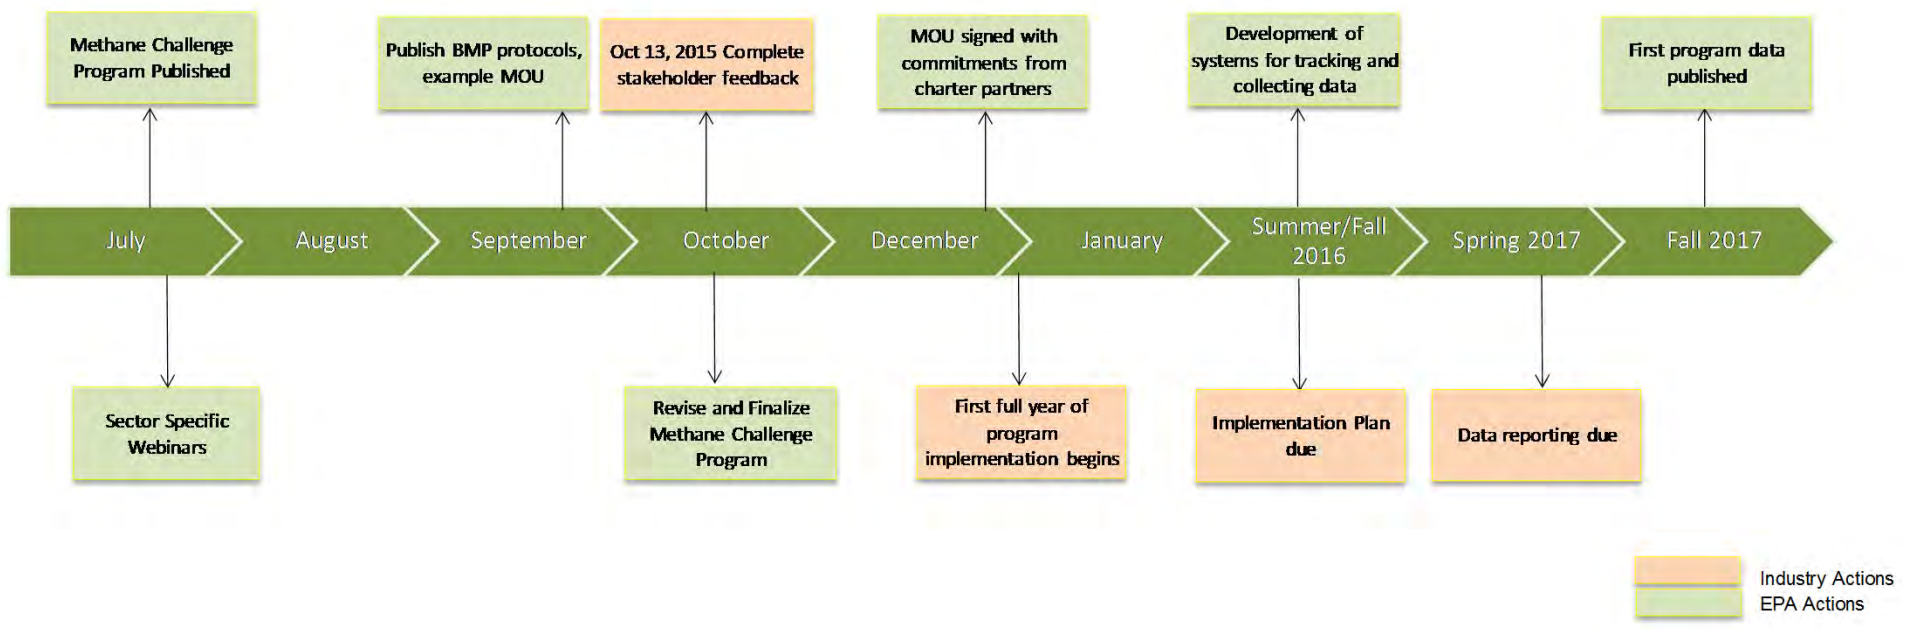 Methane Challenge
Program Published
Publish BMP protocols,
example MOU
Oct 13, 2015 Complete
stakeholder feedback
MOU signed with
commitments from
charter partners
Development of
systems for tracking and
collecting data
First program data
published
July
August
September
October
December
January
Summer/Fall
2016
Spring 2017
Fall 2017
Sector Specific
Webinars
Revise and Finalize
Methane Challenge
Program
First full year of
program
implementation begins
Implementation Plan
due
Data reporting due
Industry Actions
EPA Actions